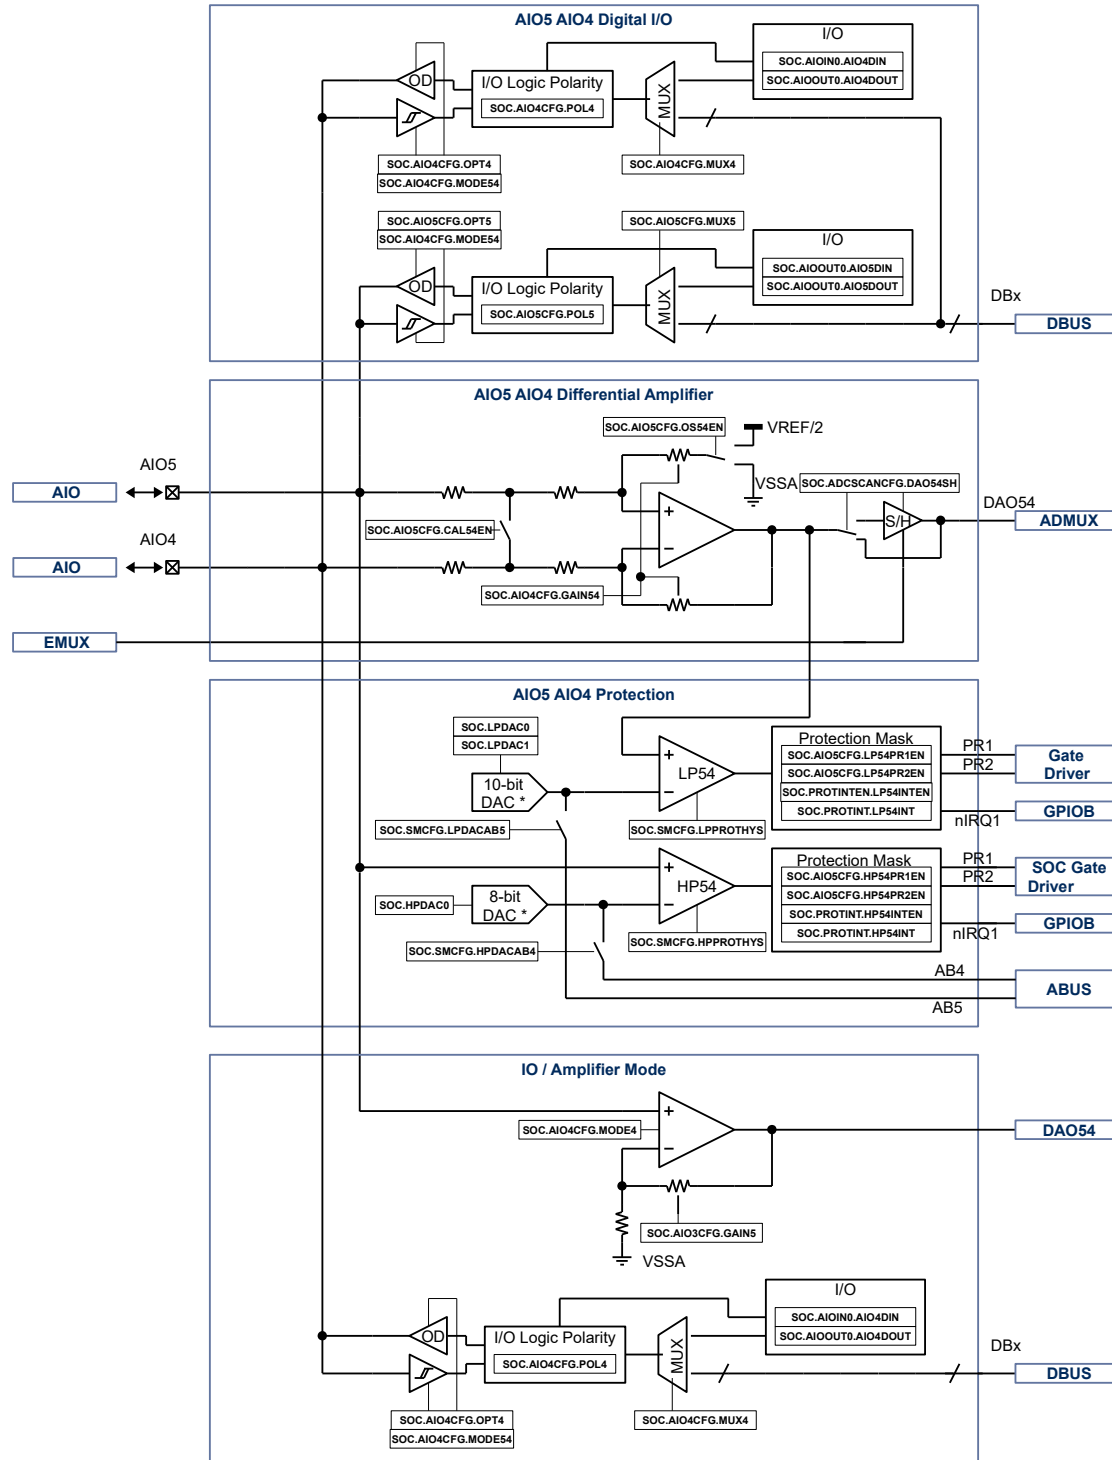 AIO5 AIO4 Digital I/O
I/O
SOC.AIOIN0.AIO4DIN
SOC.AIOOUT0.AIO4DOUT
OD
I/O Logic Polarity
SOC.AIO4CFG.POL4
MUX
SOC.AIO4CFG.OPT4
SOC.AIO4CFG.MODE54
SOC.AIO4CFG.MUX4
SOC.AIO5CFG.OPT5
SOC.AIO4CFG.MODE54
SOC.AIO5CFG.MUX5
I/O
SOC.AIOOUT0.AIO5DIN
SOC.AIOOUT0.AIO5DOUT
OD
I/O Logic Polarity
SOC.AIO5CFG.POL5
MUX
DBx
DBUS
AIO5 AIO4 Differential Amplifier
SOC.AIO5CFG.OS54EN
VREF/2
VSSA
SOC.ADCSCANCFG.DAO54SH
AIO5
AIO
S/H
DAO54
ADMUX
SOC.AIO5CFG.CAL54EN
AIO4
AIO
SOC.AIO4CFG.GAIN54
EMUX
AIO5 AIO4 Protection
SOC.LPDAC0
SOC.LPDAC1
10-bit
DAC *
LP54
Protection Mask
SOC.AIO5CFG.LP54PR1EN
SOC.AIO5CFG.LP54PR2EN
SOC.PROTINTEN.LP54INTEN
SOC.PROTINT.LP54INT
PR1
PR2
nIRQ1
Gate
Driver
GPIOB
SOC.SMCFG.LPDACAB5
SOC.SMCFG.LPPROTHYS
SOC.HPDAC0
8-bit
DAC *
HP54
Protection Mask
SOC.AIO5CFG.HP54PR1EN
SOC.AIO5CFG.HP54PR2EN
SOC.PROTINT.HP54INTEN
SOC.PROTINT.HP54INT
PR1
PR2
nIRQ1
SOC Gate
Driver
GPIOB
SOC.SMCFG.HPDACAB4
SOC.SMCFG.HPPROTHYS
AB4
AB5
ABUS
IO / Amplifier Mode
SOC.AIO4CFG.MODE4
DAO54
SOC.AIO3CFG.GAIN5
VSSA
I/O
SOC.AIOIN0.AIO4DIN
SOC.AIOOUT0.AIO4DOUT
OD
I/O Logic Polarity
SOC.AIO4CFG.POL4
MUX
DBx
DBUS
SOC.AIO4CFG.OPT4
SOC.AIO4CFG.MODE54
SOC.AIO4CFG.MUX4